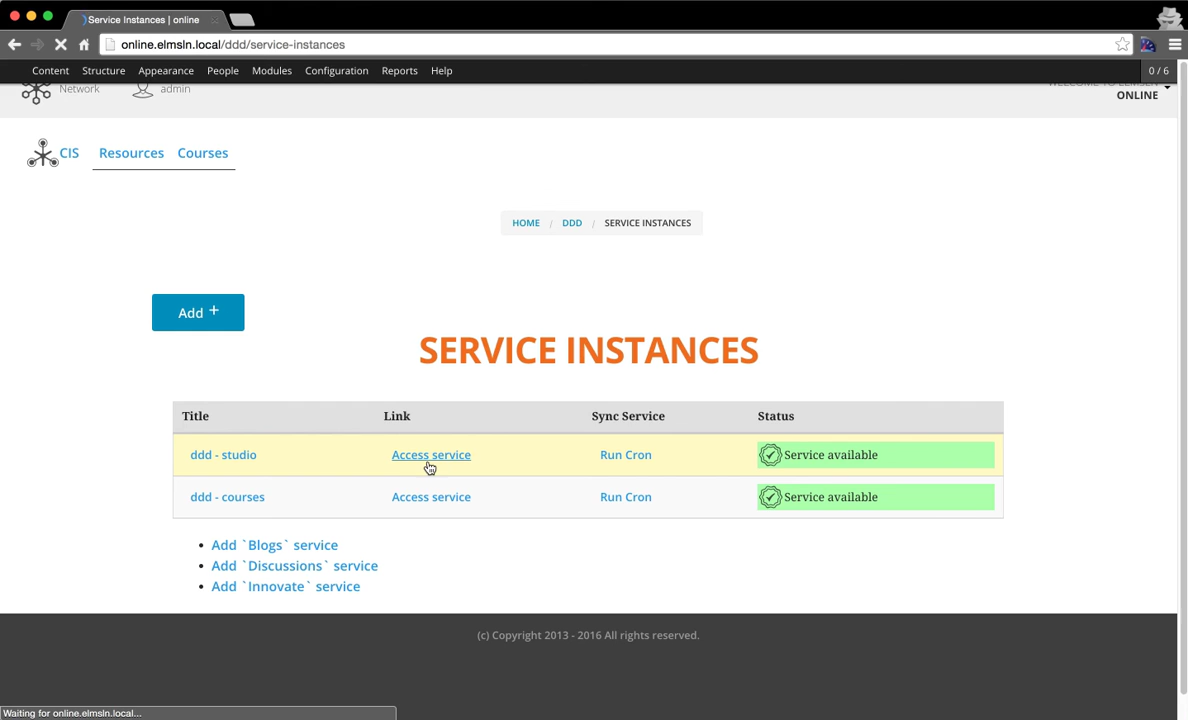 Service Instances | online
online.elmsln.local/ddd/service-instances
Content Structure Appearance People Modules Configuration Reports Help 0 / 6
Network admin WELCOME TO ELMSLN
ONLINE
CIS Resources Courses
HOME / DDD / SERVICE INSTANCES
Add +
SERVICE INSTANCES
Title Link Sync Service Status
ddd - studio Access service Run Cron Service available
ddd - courses Access service Run Cron Service available
Add `Blogs` service
Add `Discussions` service
Add `Innovate` service
(c) Copyright 2013 - 2016 All rights reserved.
Waiting for online.elmsln.local...